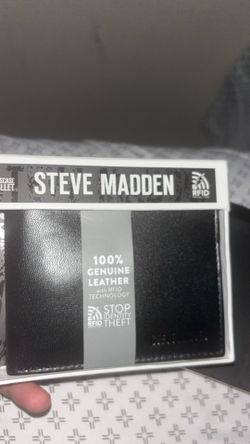 STEVE MADDEN
RFID
100%
GENUINE
LEATHER
with RFID
TECHNOLOGY
RFID
STOP
IDENTITY
THEFT